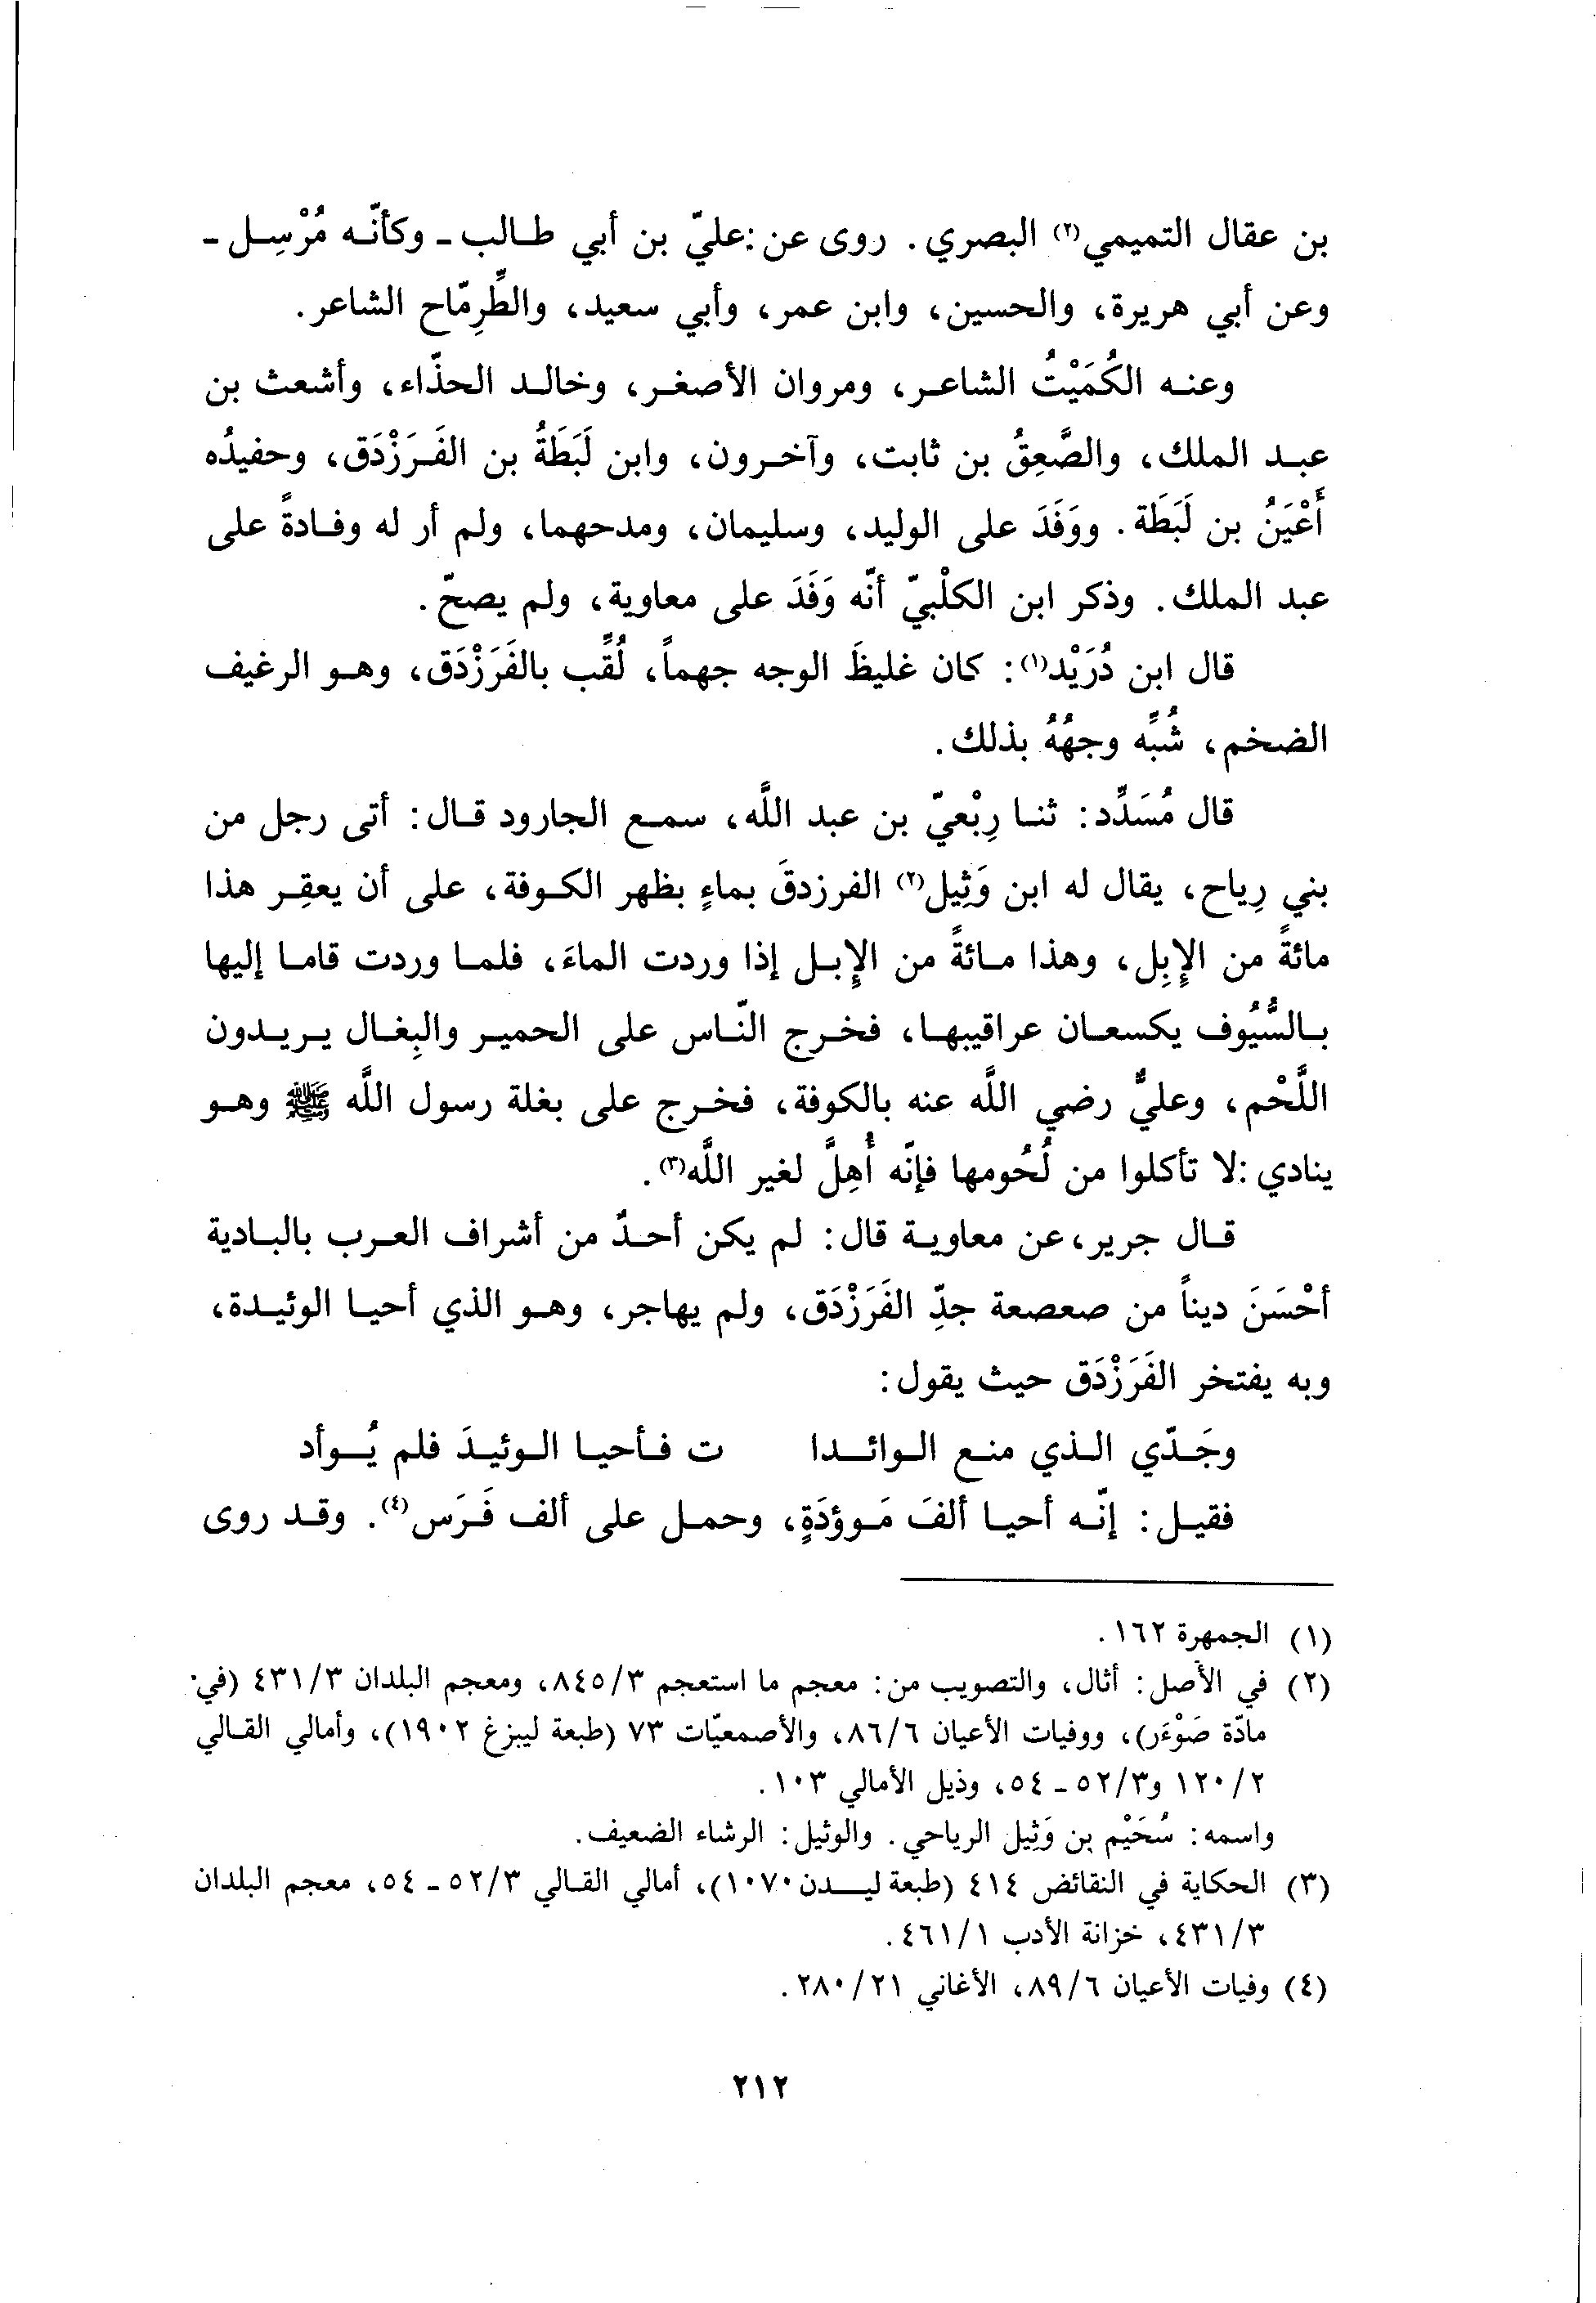 بن عقال التميمي(٢) البصري. روى عن: عليّ بن أبي طالب - وكأنّه مُرْسِل -
وعن أبي هريرة، والحسين، وابن عمر، وأبي سعيد، والطِّرِمّاح الشاعر.
وعنه الكُمَيْتُ الشاعر، ومروان الأصغر، وخالد الحذّاء، وأشعث بن
عبد الملك، والصَّعِقُ بن ثابت، وآخرون، وابن لَبَطَةُ بن الفَرَزْدَق، وحفيدُه
أَعْيَنُ بن لَبَطَة. ووَفَدَ على الوليد، وسليمان، ومدحهما، ولم أر له وفادةً على
عبد الملك. وذكر ابن الكلْبيّ أنّه وَفَدَ على معاوية، ولم يصحّ.
قال ابن دُرَيْد(١): كان غليظَ الوجه جهماً، لُقِّب بالفَرَزْدَق، وهو الرغيف
الضخم، شُبِّه وجهُهُ بذلك.
قال مُسَدَّد: ثنا رِبْعيّ بن عبد اللَّه، سمع الجارود قال: أتى رجل من
بني رِياح، يقال له ابن وَثِيل(٢) الفرزدقَ بماءٍ بظهر الكوفة، على أن يعقِر هذا
مائةً من الإِبِل، وهذا مائةً من الإِبل إذا وردت الماءَ، فلما وردت قاما إليها
بالسُّيُوف يكسعان عراقيبها، فخرج النّاس على الحمير والبِغال يريدون
اللَّحْم، وعليٌّ رضي اللَّه عنه بالكوفة، فخرج على بغلة رسول اللَّه ﷺ وهو
ينادي: لا تأكلوا من لُحُومها فإنّه أُهِلَّ لغير اللَّه(٣).
قال جرير، عن معاوية قال: لم يكن أحدٌ من أشراف العرب بالبادية
أحْسَنَ ديناً من صعصعة جدِّ الفَرَزْدَق، ولم يهاجر، وهو الذي أحيا الوئيدة،
وبه يفتخر الفَرَزْدَق حيث يقول:
وجَدّي الذي منع الوائدا ت فأحيا الوئيدَ فلم يُوأد
فقيل: إنّه أحيا ألفَ مَوؤدَةٍ، وحمل على ألف فَرَس(٤). وقد روى
(١) الجمهرة ١٦٢.
(٢) في الأصل: أثال، والتصويب من: معجم ما استعجم ٨٤٥/٣، ومعجم البلدان ٤٣١/٣ (في
مادّة صَوْءَر)، ووفيات الأعيان ٨٦/٦، والأصمعيّات ٧٣ (طبعة ليبزغ ١٩٠٢)، وأمالي القالي
١٢٠/٢ و٥٢/٣ - ٥٤، وذيل الأمالي ١٠٣.
واسمه: سُحَيْم بن وَثِيل الرياحي. والوثيل: الرشاء الضعيف.
(٣) الحكاية في النقائض ٤١٤ (طبعة ليدن ١٠٧٠)، أمالي القالي ٥٢/٣ - ٥٤، معجم البلدان
٤٣١/٣، خزانة الأدب ٤٦١/١.
(٤) وفيات الأعيان ٨٩/٦، الأغاني ٢٨٠/٢١.
٢١٢